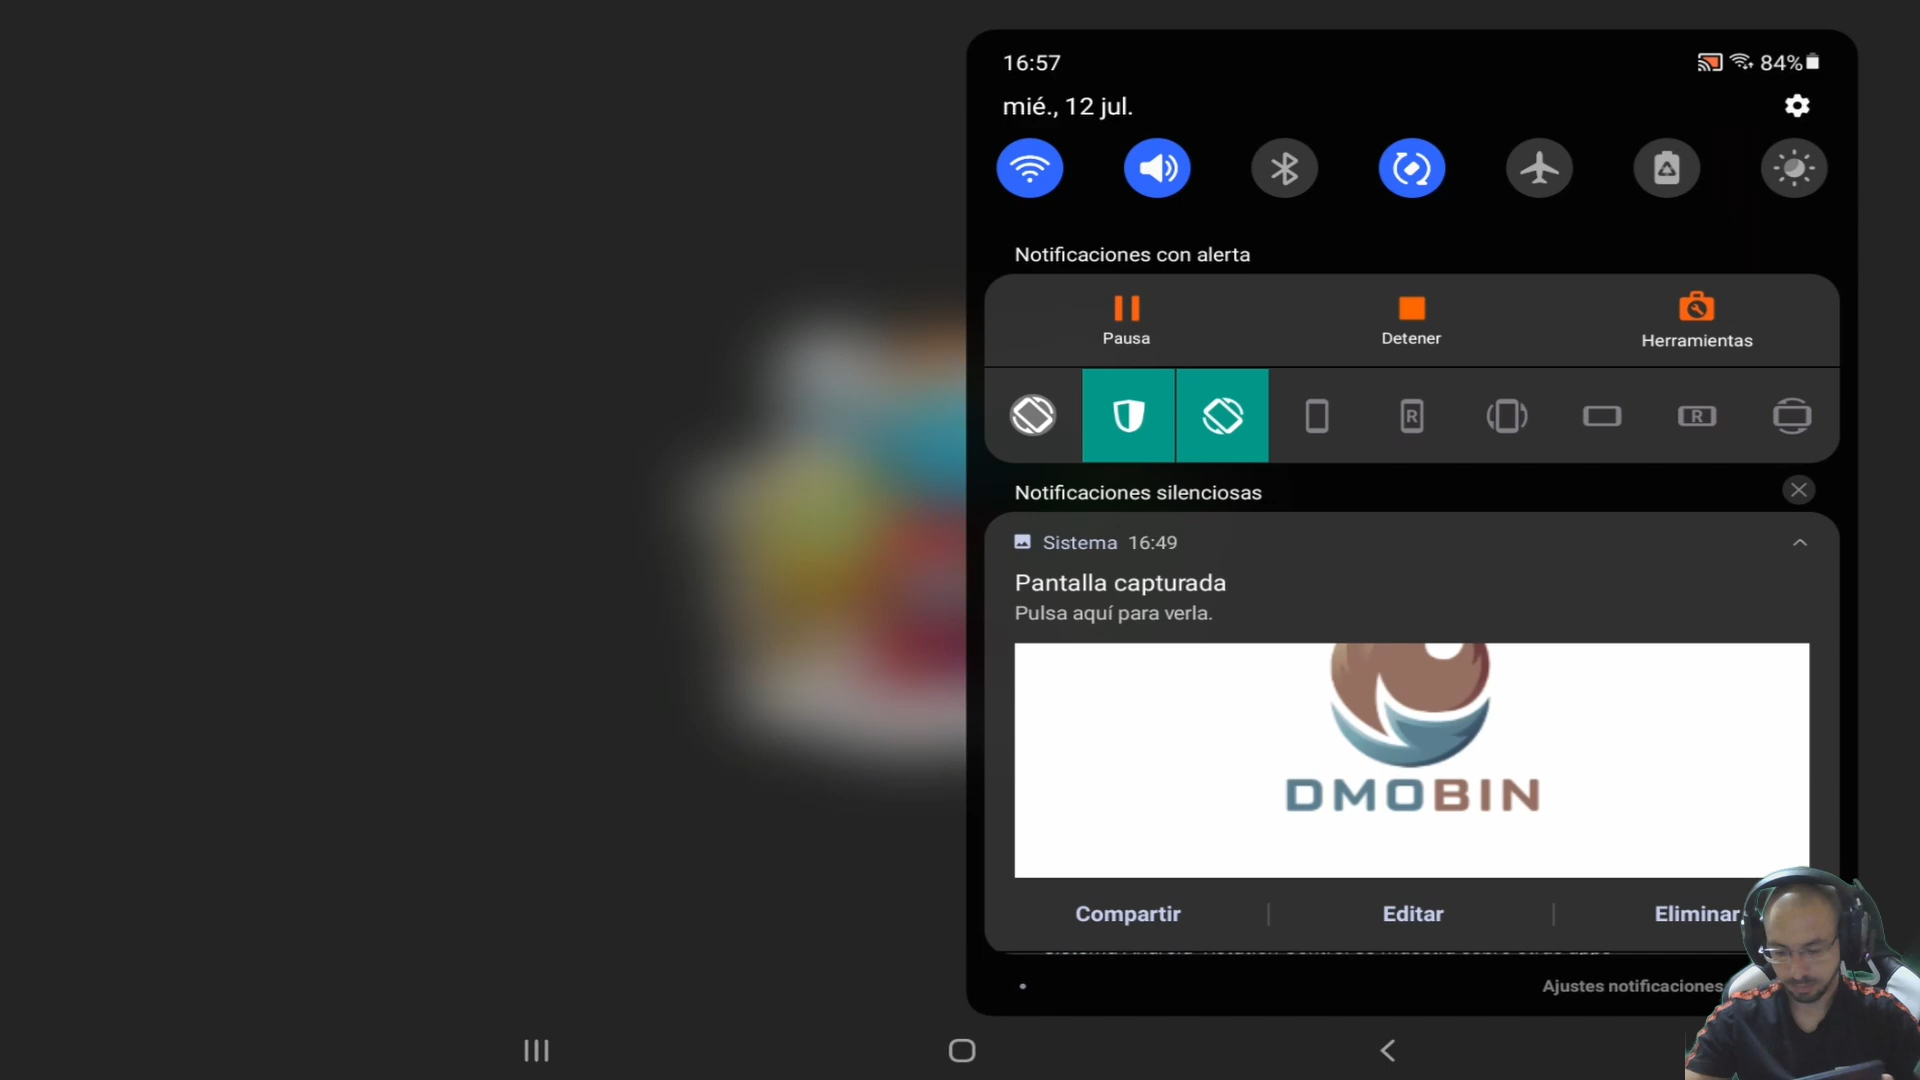 16:57
84%
mié., 12 jul.
Notificaciones con alerta
Pausa
Detener
Herramientas
R
R
Notificaciones silenciosas
Sistema 16:49
Pantalla capturada
Pulsa aquí para verla.
DMOBIN
Compartir
Editar
Eliminar
Ajustes notificaciones